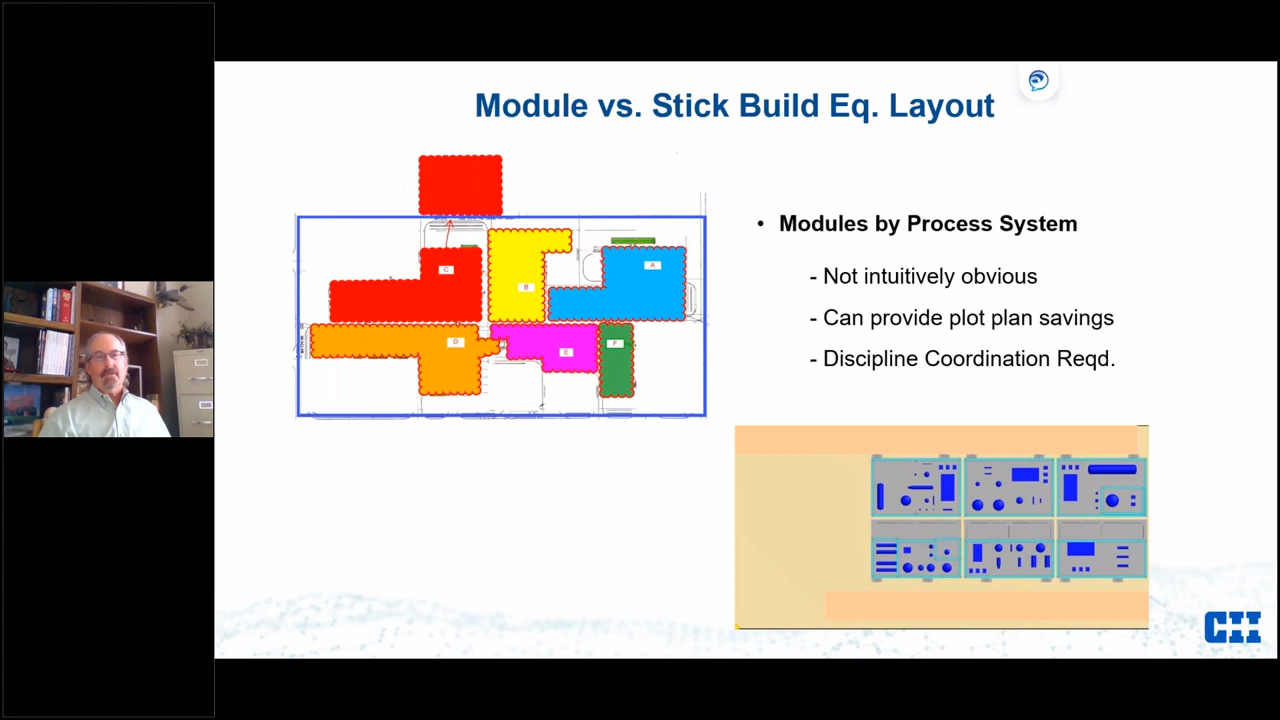 Module vs. Stick Build Eq. Layout
C
B
A
D
E
F
• Modules by Process System
- Not intuitively obvious
- Can provide plot plan savings
- Discipline Coordination Reqd.
CII